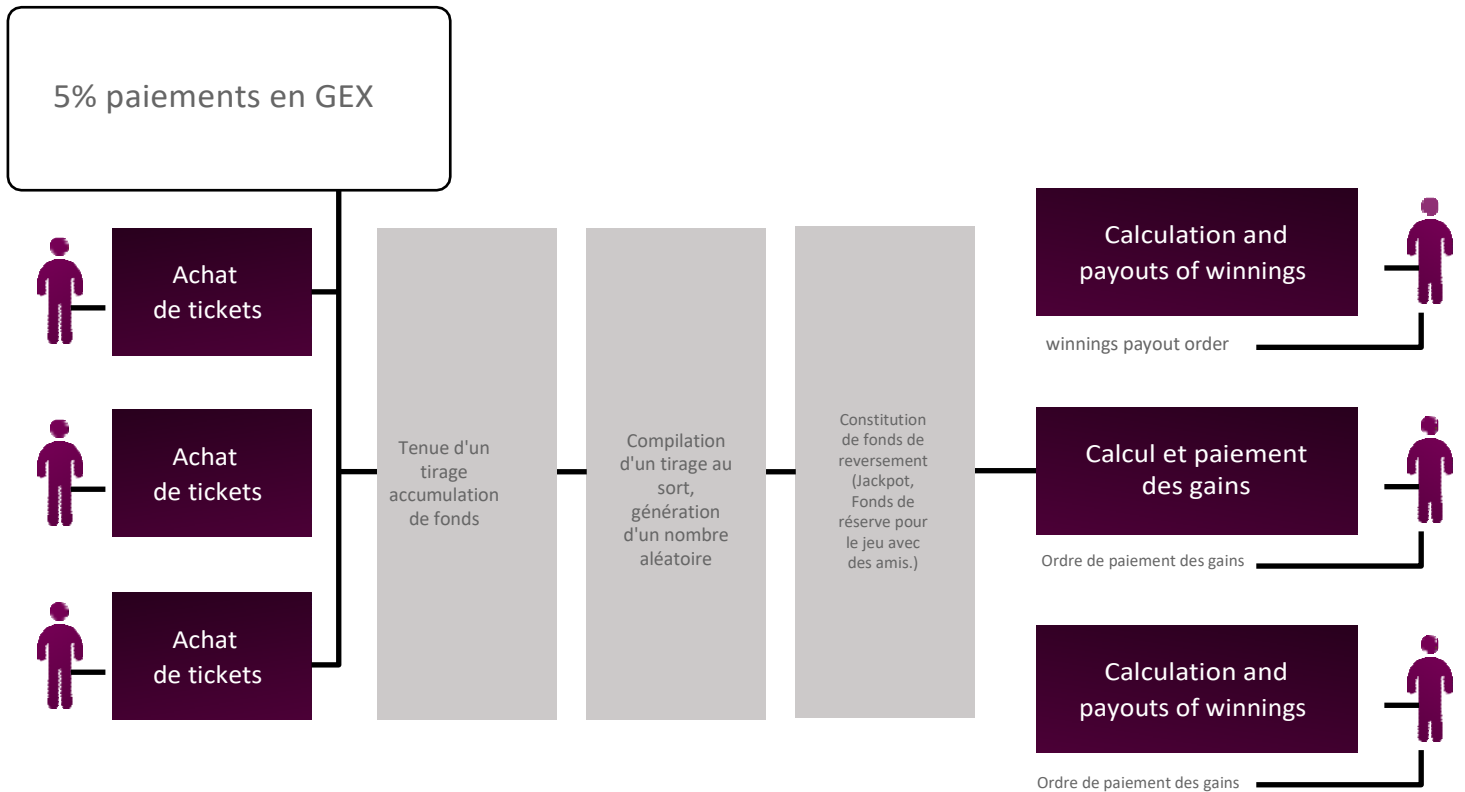 5% paiements en GEX
Achat
de tickets
Achat
de tickets
Achat
de tickets
Tenue d'un
tirage
accumulation
de fonds
Compilation
d'un tirage au
sort,
génération
d'un nombre
aléatoire
Constitution
de fonds de
reversement
(Jackpot,
Fonds de
réserve pour
le jeu avec
des amis.)
Calculation and
payouts of winnings
winnings payout order
Calcul et paiement
des gains
Ordre de paiement des gains
Calculation and
payouts of winnings
Ordre de paiement des gains